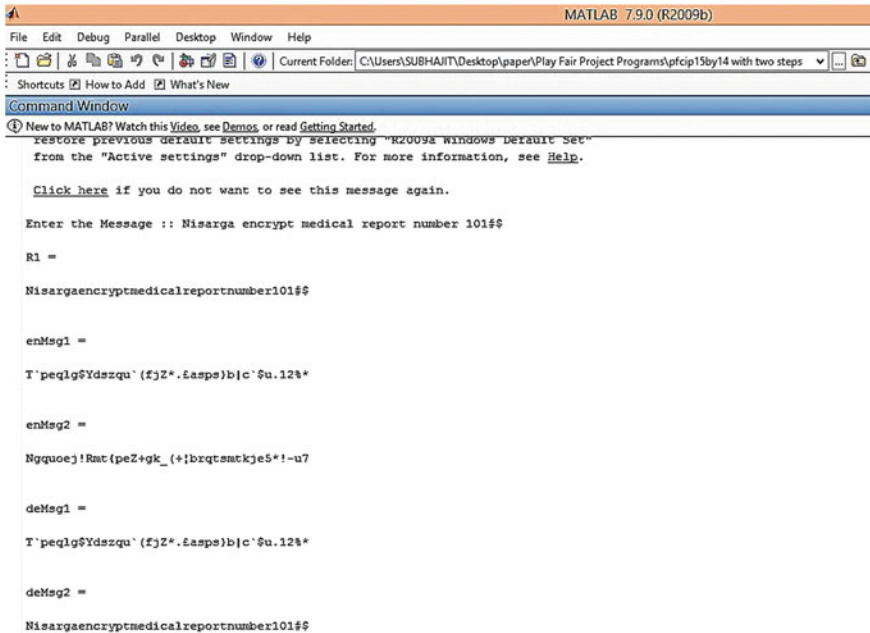 MATLAB 7.9.0 (R2009b)
File Edit Debug Parallel Desktop Window Help
Current Folder: C:\Users\SUBHAJIT\Desktop\paper\Play Fair Project Programs\pfcip15by14 with two steps
Shortcuts How to Add What's New
Command Window
New to MATLAB? Watch this Video, see Demos, or read Getting Started.
restore previous default settings by selecting "R2009a Windows Default Set"
from the "Active settings" drop-down list. For more information, see Help.
Click here if you do not want to see this message again.
Enter the Message :: Nisarga encrypt medical report number 101#$
R1 =
Nisargaencryptmedicalreportnumber101#$
enMsg1 =
T`peqlg$Ydszqu`(fjZ*.£asps}b|c`$u.12%*
enMsg2 =
Ngquoej!Rmt{peZ+gk_(+¦brqtsmtkje5*!-u7
deMsg1 =
T`peqlg$Ydszqu`(fjZ*.£asps}b|c`$u.12%*
deMsg2 =
Nisargaencryptmedicalreportnumber101#$